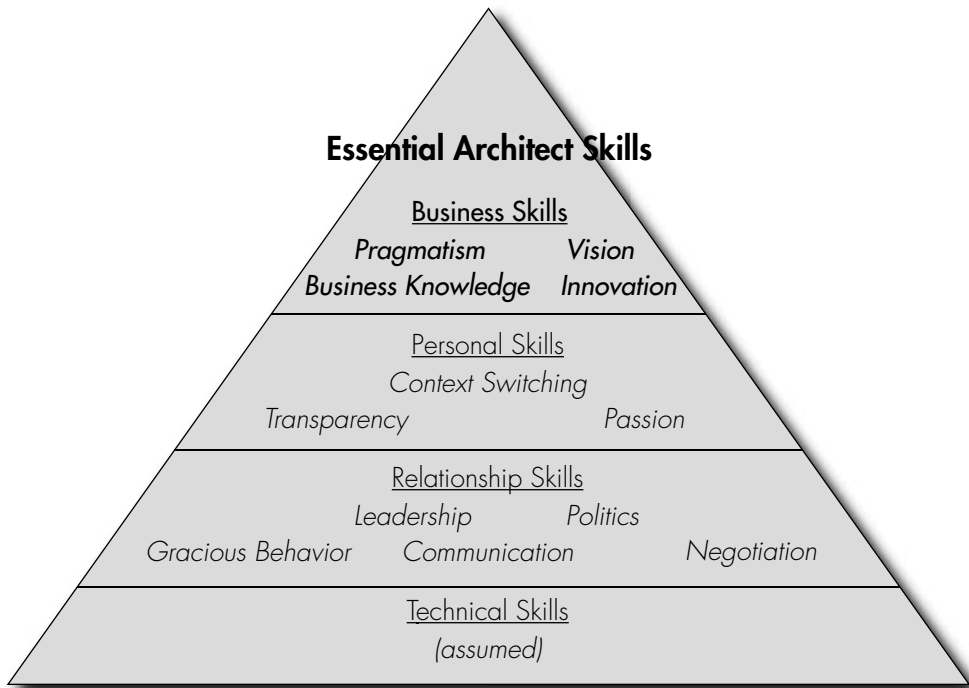 Essential Architect Skills
Business Skills
Pragmatism Vision
Business Knowledge Innovation
Personal Skills
Context Switching
Transparency Passion
Relationship Skills
Leadership Politics
Gracious Behavior Communication Negotiation
Technical Skills
(assumed)